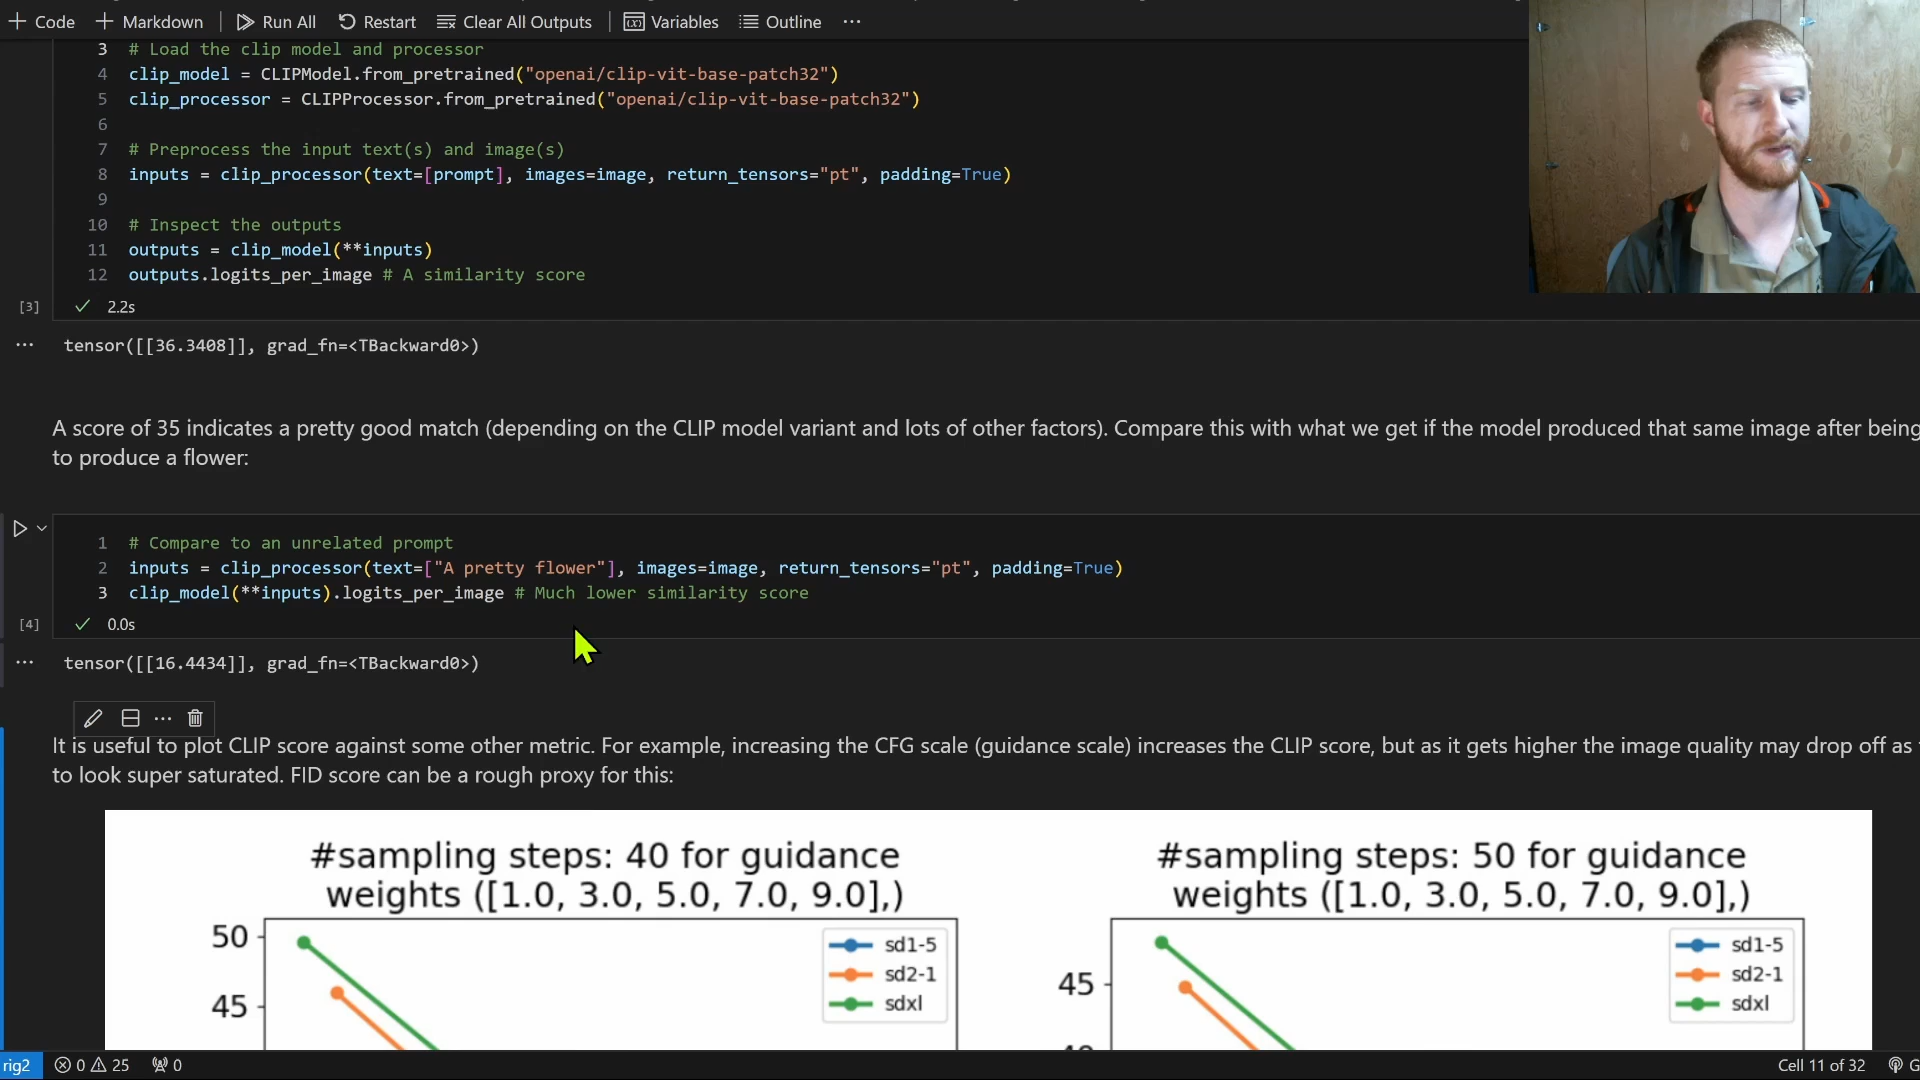 Code Markdown Run All Restart Clear All Outputs Variables Outline ...
3 # Load the clip model and processor
4 clip_model = CLIPModel.from_pretrained("openai/clip-vit-base-patch32")
5 clip_processor = CLIPProcessor.from_pretrained("openai/clip-vit-base-patch32")
6
7 # Preprocess the input text(s) and image(s)
8 inputs = clip_processor(text=[prompt], images=image, return_tensors="pt", padding=True)
9
10 # Inspect the outputs
11 outputs = clip_model(**inputs)
12 outputs.logits_per_image # A similarity score
[3] 2.2s
... tensor([[36.3408]], grad_fn=<TBackward0>)
A score of 35 indicates a pretty good match (depending on the CLIP model variant and lots of other factors). Compare this with what we get if the model produced that same image after being
to produce a flower:
1 # Compare to an unrelated prompt
2 inputs = clip_processor(text=["A pretty flower"], images=image, return_tensors="pt", padding=True)
3 clip_model(**inputs).logits_per_image # Much lower similarity score
[4] 0.0s
... tensor([[16.4434]], grad_fn=<TBackward0>)
...
It is useful to plot CLIP score against some other metric. For example, increasing the CFG scale (guidance scale) increases the CLIP score, but as it gets higher the image quality may drop off as
to look super saturated. FID score can be a rough proxy for this:
#sampling steps: 40 for guidance
weights ([1.0, 3.0, 5.0, 7.0, 9.0],)
50
45
sd1-5
sd2-1
sdxl
#sampling steps: 50 for guidance
weights ([1.0, 3.0, 5.0, 7.0, 9.0],)
45
sd1-5
sd2-1
sdxl
rig2 0 25 0 Cell 11 of 32